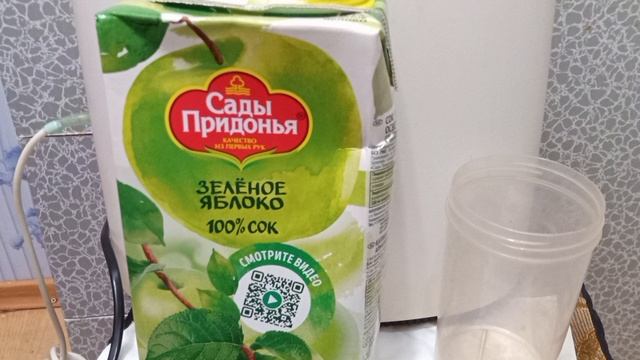 Сады
Придонья
КАЧЕСТВО
ИЗ ПЕРВЫХ РУК
ЗЕЛЁНОЕ
ЯБЛОКО
100% СОК
СМОТРИТЕ ВИДЕО